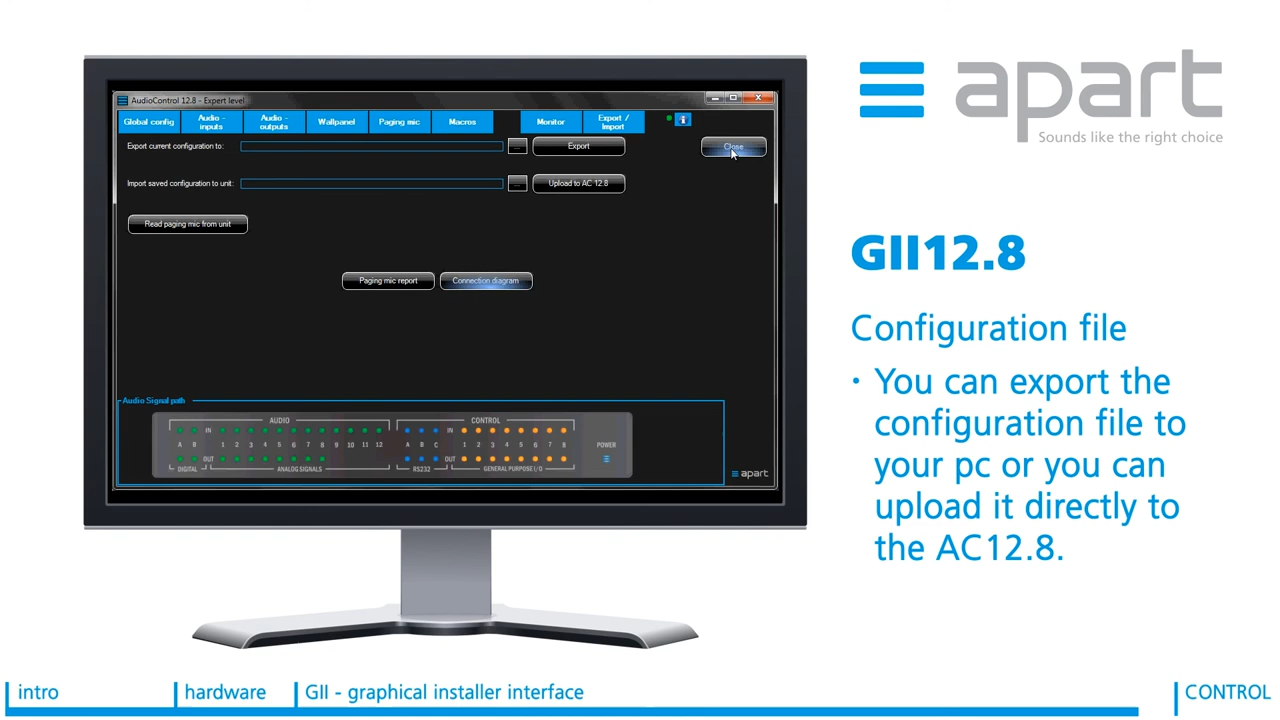 AudioControl 12.8 - Expert level
Global config
Audio -
inputs
Audio -
outputs
Wallpanel
Paging mic
Macros
Monitor
Export /
Import
i
Export current configuration to:
...
Export
Close
Import saved configuration to unit:
...
Upload to AC 12.8
Read paging mic from unit
Paging mic report
Connection diagram
Audio Signal path
AUDIO
CONTROL
A B IN 1 2 3 4 5 6 7 8 9 10 11 12 A B C IN 1 2 3 4 5 6 7 8
POWER
DIGITAL OUT ANALOG SIGNALS RS232 OUT GENERAL PURPOSE I/O
apart
apart
Sounds like the right choice
GII12.8
Configuration file
• You can export the
configuration file to
your pc or you can
upload it directly to
the AC12.8.
intro
hardware
GII - graphical installer interface
CONTROL